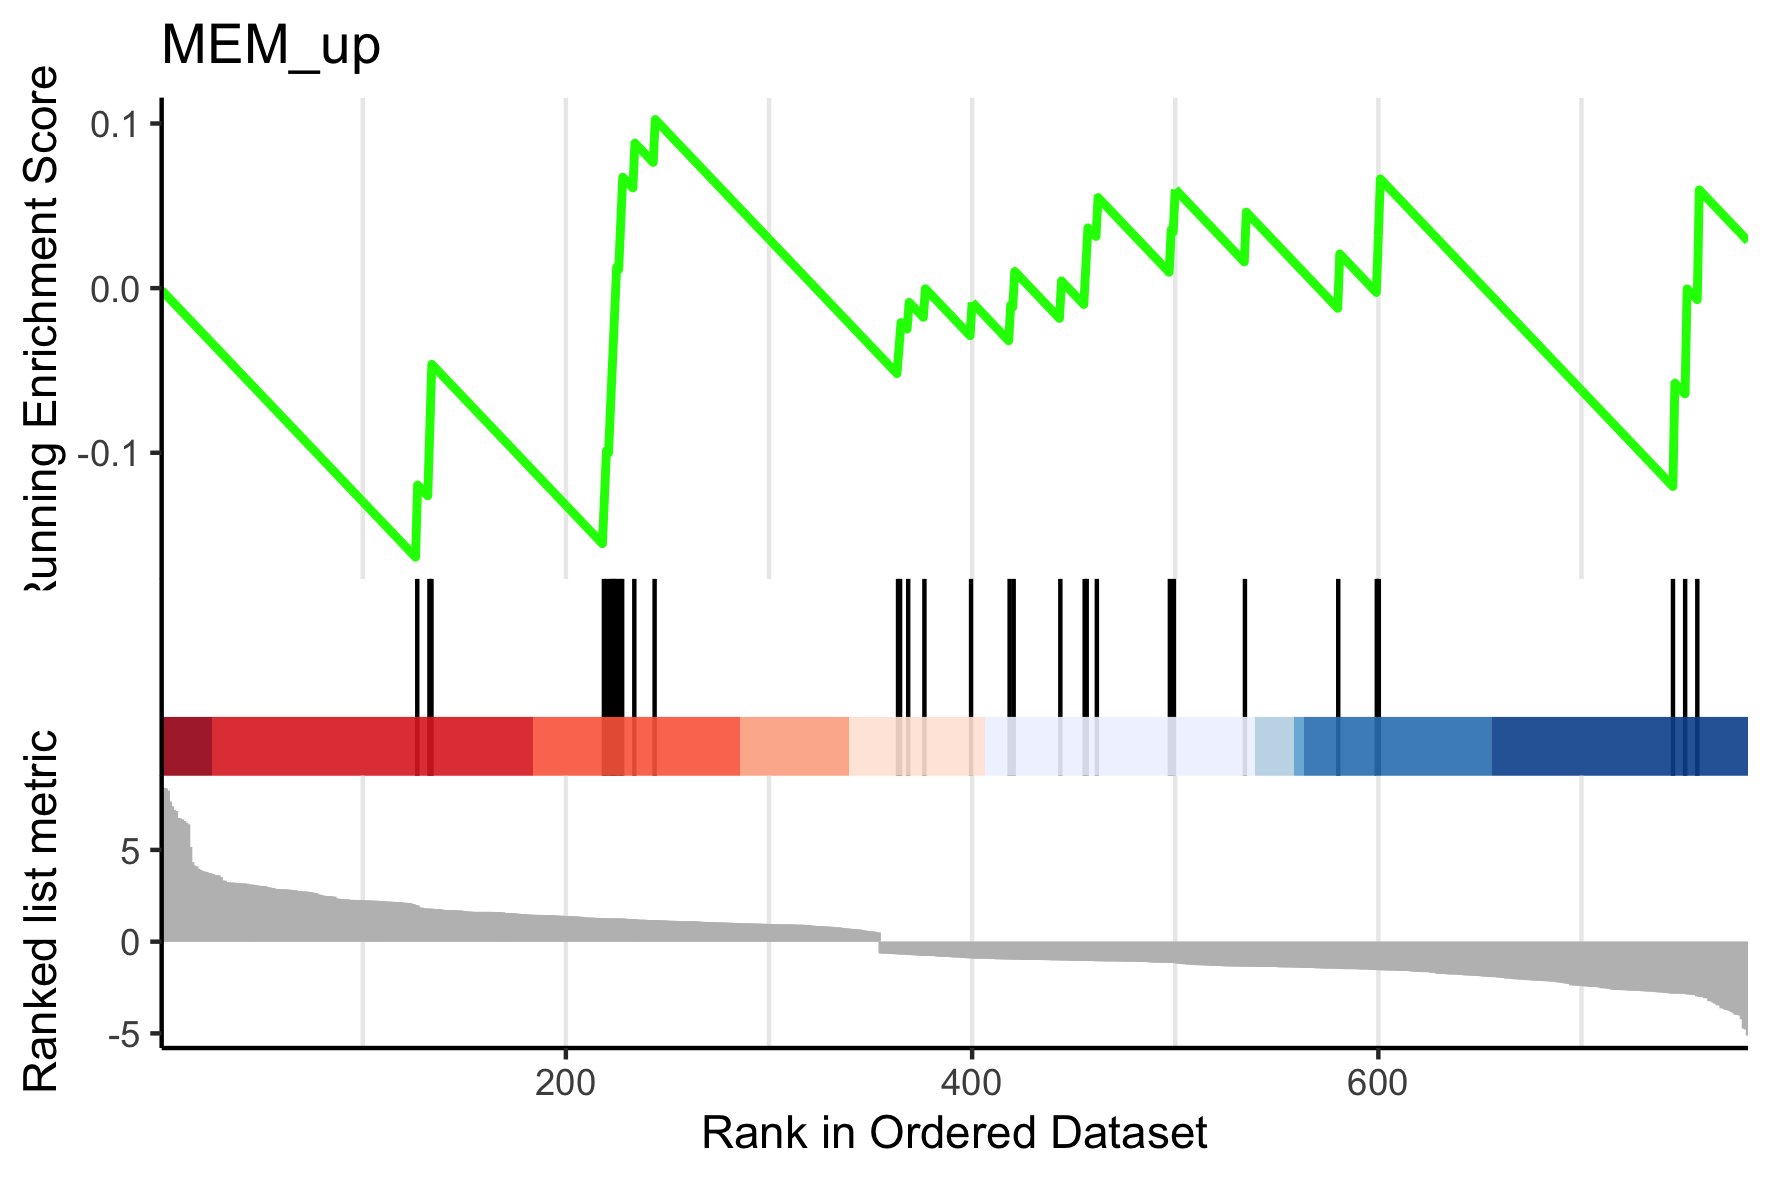 MEM_up
Running Enrichment Score
0.1
0.0
-0.1
Ranked list metric
5
0
-5
200
400
600
Rank in Ordered Dataset